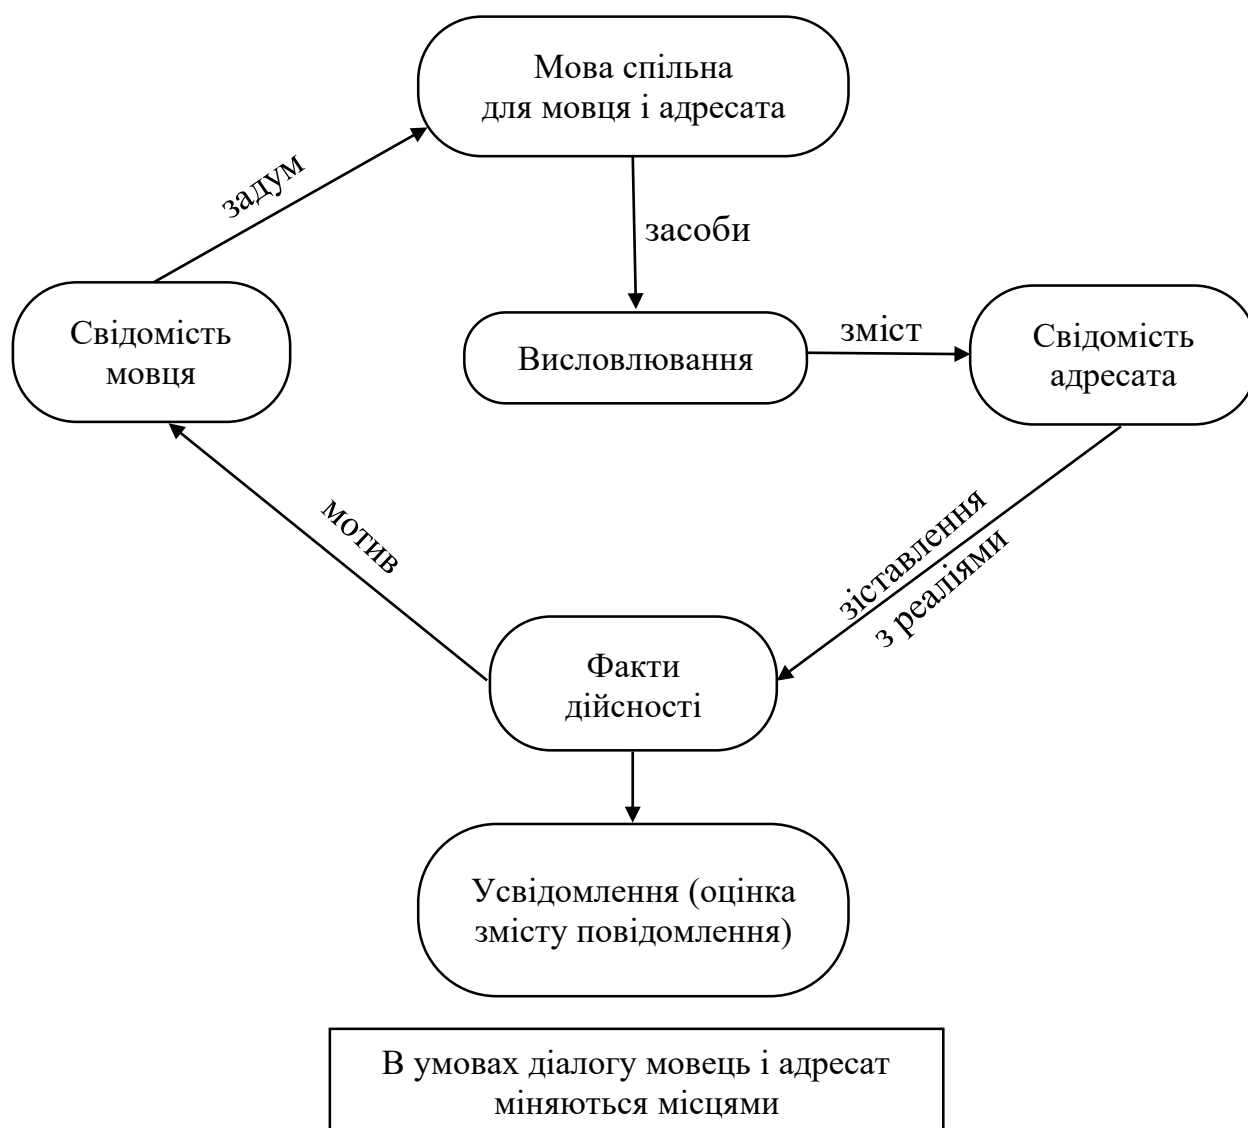 Мова спільна
для мовця і адресата
задум
засоби
Свідомість
мовця
Висловлювання
зміст
Свідомість
адресата
мотив
зіставлення
з реаліями
Факти
дійсності
Усвідомлення (оцінка
змісту повідомлення)
В умовах діалогу мовець і адресат
міняються місцями